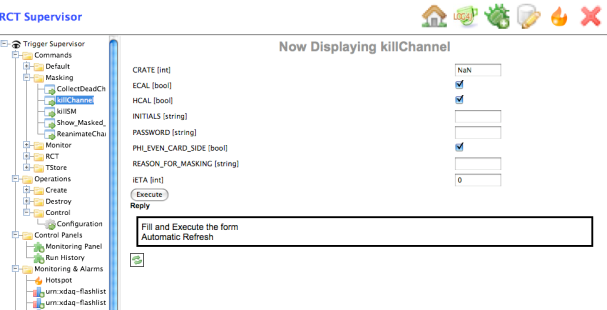 RCT Supervisor
LOCAL
Trigger Supervisor
Commands
Default
Masking
CollectDeadCh
killChannel
killSM
Show_Masked_
ReanimateChai
Monitor
RCT
TStore
Operations
Create
Destroy
Control
Configuration
Control Panels
Monitoring Panel
Run History
Monitoring & Alarms
Hotspot
urn:xdaq-flashlist
urn:xdaq-flashlist
Now Displaying killChannel
CRATE [int] NaN
ECAL [bool]
HCAL [bool]
INITIALS [string]
PASSWORD [string]
PHI_EVEN_CARD_SIDE [bool]
REASON_FOR_MASKING [string]
iETA [int] 0
Execute
Reply
Fill and Execute the form
Automatic Refresh